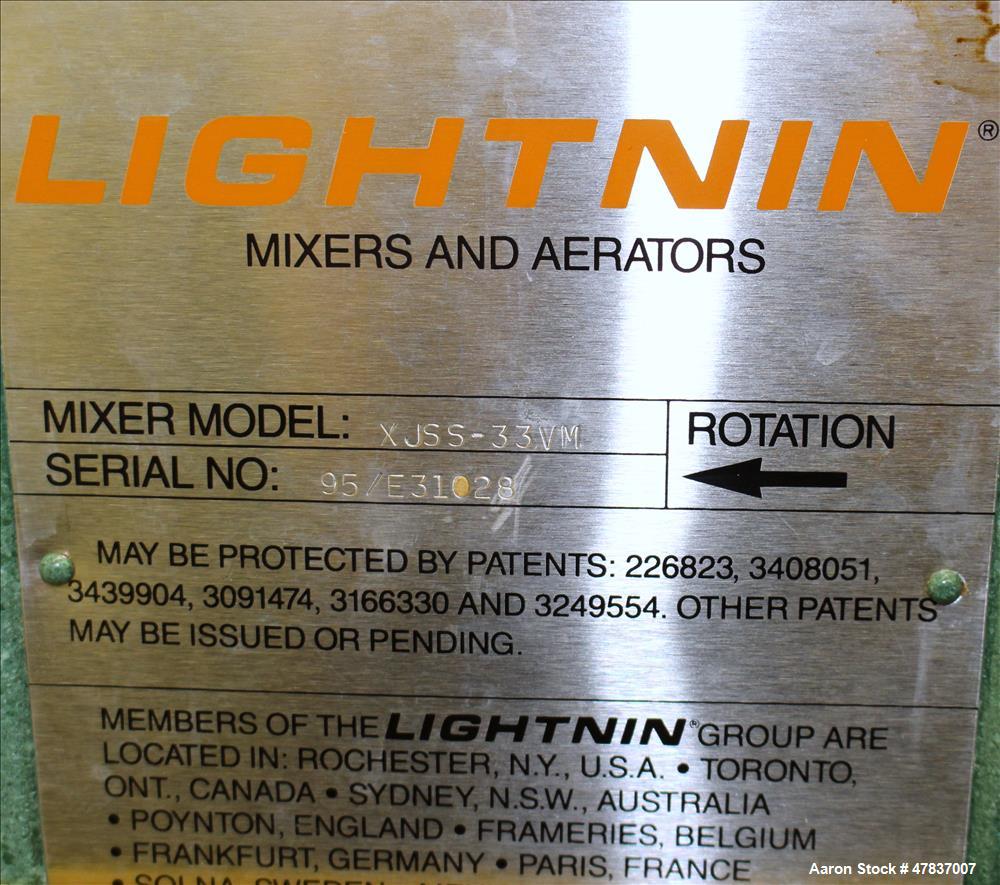 LIGHTNIN®
MIXERS AND AERATORS
MIXER MODEL: XJSS-33VM
SERIAL NO: 95/E31028
ROTATION
MAY BE PROTECTED BY PATENTS: 226823, 3408051,
3439904, 3091474, 3166330 AND 3249554. OTHER PATENTS
MAY BE ISSUED OR PENDING.
MEMBERS OF THE LIGHTNIN® GROUP ARE
LOCATED IN: ROCHESTER, N.Y., U.S.A. • TORONTO,
ONT., CANADA • SYDNEY, N.S.W., AUSTRALIA
• POYNTON, ENGLAND • FRAMERIES, BELGIUM
• FRANKFURT, GERMANY • PARIS, FRANCE
• SOLNA, SWEDEN
Aaron Stock # 47837007